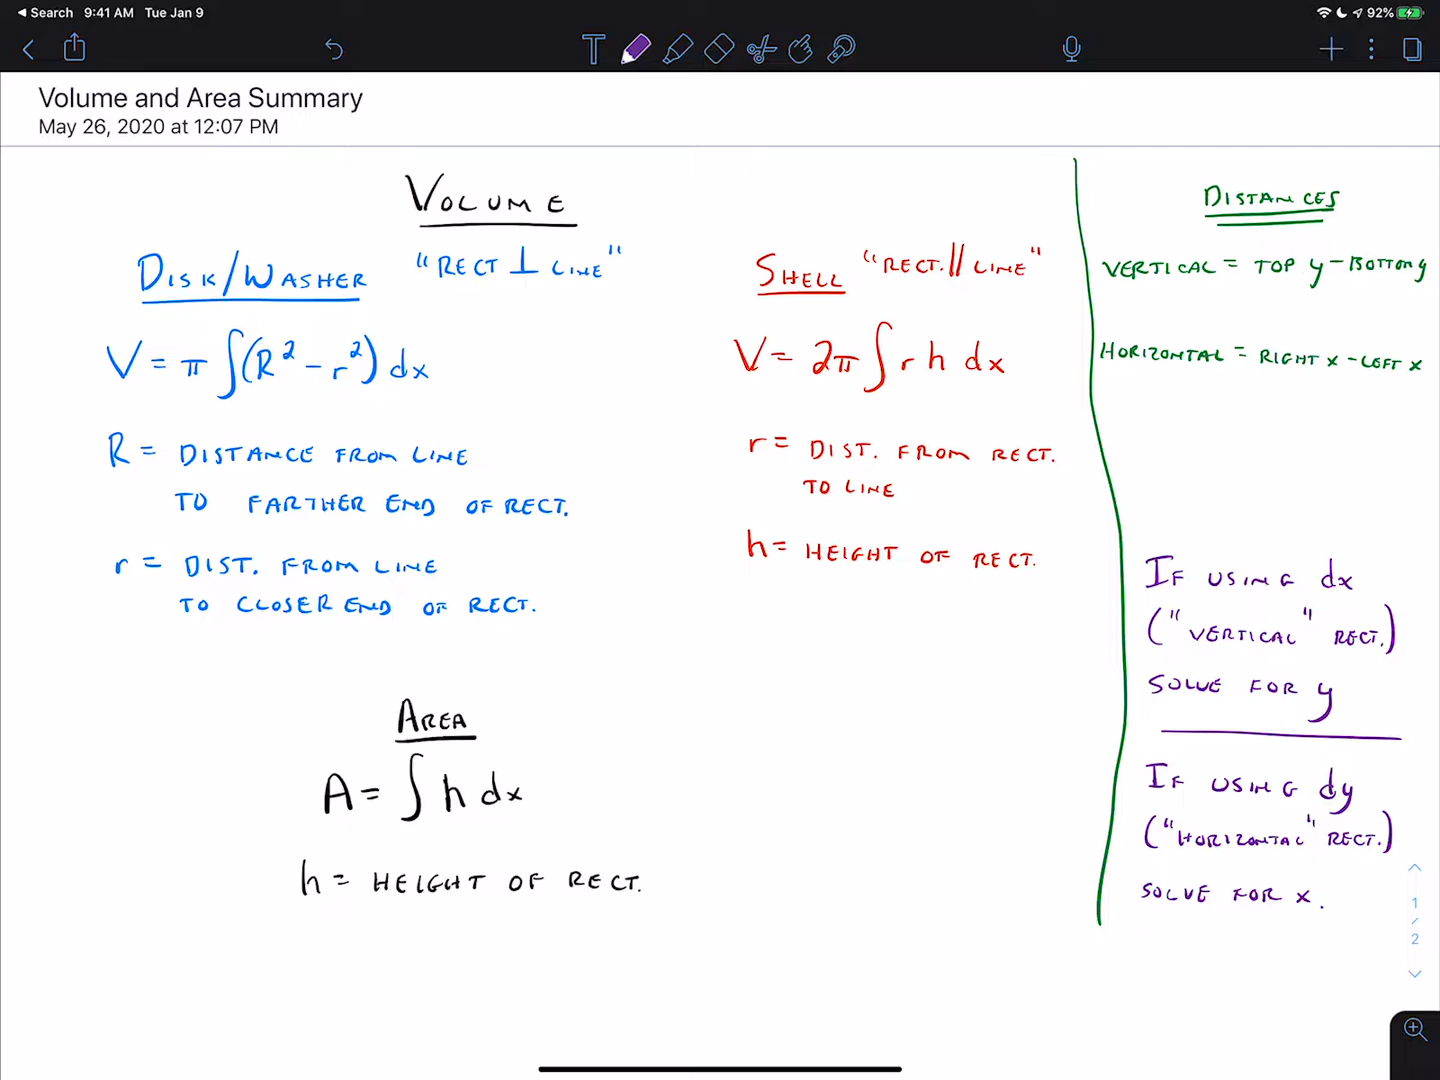 Search 9:41 AM Tue Jan 9 92%
Volume and Area Summary
May 26, 2020 at 12:07 PM
VOLUME
DISK/WASHER "RECT ⊥ LINE"
V = π ∫(R² - r²) dx
R = DISTANCE FROM LINE
TO FARTHER END OF RECT.
r = DIST. FROM LINE
TO CLOSER END OF RECT.
SHELL "RECT. // LINE"
V = 2π ∫ r h dx
r = DIST. FROM RECT.
TO LINE
h = HEIGHT OF RECT.
AREA
A = ∫ h dx
h = HEIGHT OF RECT.
DISTANCES
VERTICAL = TOP y - BOTTOM y
HORIZONTAL = RIGHT x - LEFT x
IF USING dx
("VERTICAL" RECT.)
SOLVE FOR y
IF USING dy
("HORIZONTAL" RECT.)
SOLVE FOR x.
1
/
2